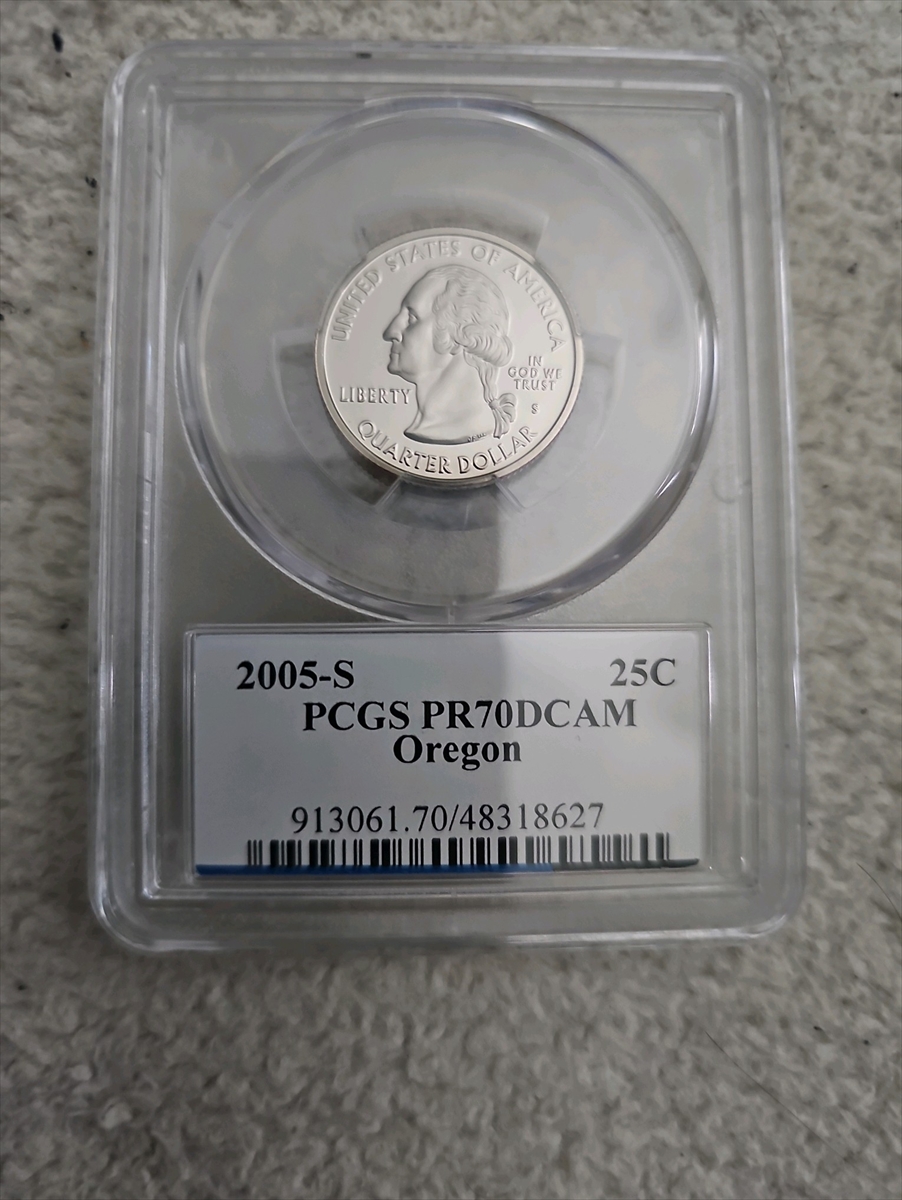 UNITED STATES OF AMERICA
LIBERTY
IN
GOD WE
TRUST
S
QUARTER DOLLAR
2005-S 25C
PCGS PR70DCAM
Oregon
913061.70/48318627